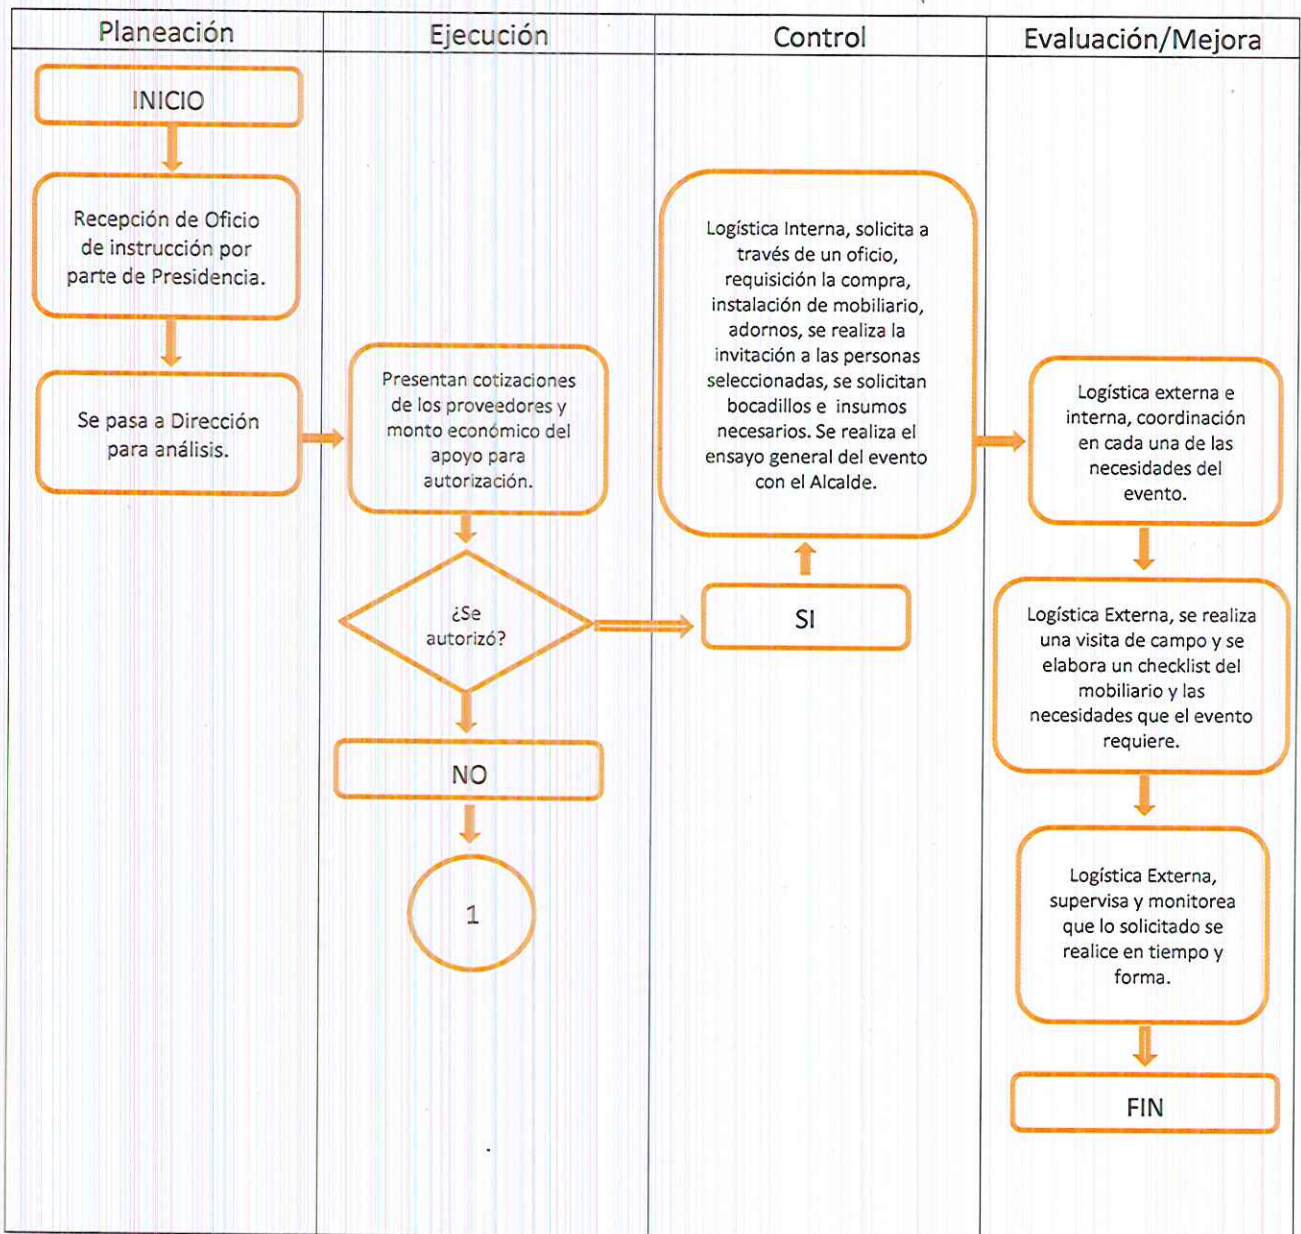 Planeación
Ejecución
Control
Evaluación/Mejora
INICIO
Recepción de Oficio
de instrucción por
parte de Presidencia.
Se pasa a Dirección
para análisis.
Presentan cotizaciones
de los proveedores y
monto económico del
apoyo para
autorización.
¿Se
autorizó?
NO
1
SI
Logística Interna, solicita a
través de un oficio,
requisición la compra,
instalación de mobiliario,
adornos, se realiza la
invitación a las personas
seleccionadas, se solicitan
bocadillos e insumos
necesarios. Se realiza el
ensayo general del evento
con el Alcalde.
Logística externa e
interna, coordinación
en cada una de las
necesidades del
evento.
Logística Externa, se realiza
una visita de campo y se
elabora un checklist del
mobiliario y las
necesidades que el evento
requiere.
Logística Externa,
supervisa y monitorea
que lo solicitado se
realice en tiempo y
forma.
FIN